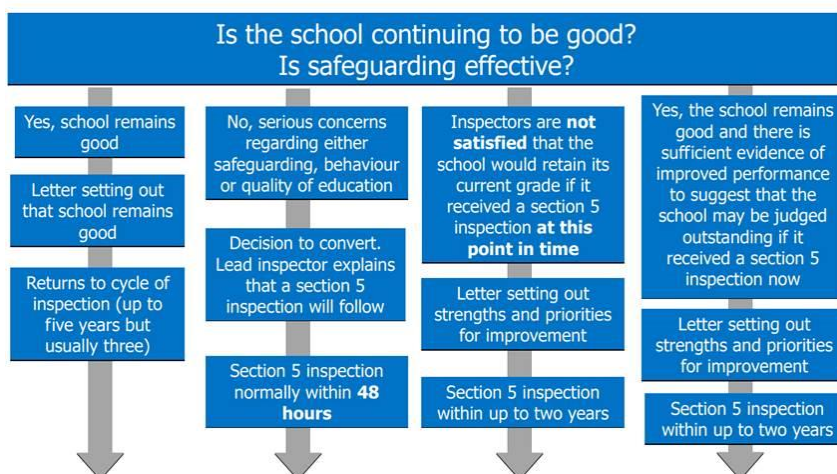 Is the school continuing to be good?
Is safeguarding effective?
Yes, school remains
good
Letter setting out
that school remains
good
Returns to cycle of
inspection (up to
five years but
usually three)
No, serious concerns
regarding either
safeguarding, behaviour
or quality of education
Decision to convert.
Lead inspector explains
that a section 5
inspection will follow
Section 5 inspection
normally within 48
hours
Inspectors are not
satisfied that the
school would retain its
current grade if it
received a section 5
inspection at this
point in time
Letter setting out
strengths and priorities
for improvement
Section 5 inspection
within up to two years
Yes, the school remains
good and there is
sufficient evidence of
improved performance
to suggest that the
school may be judged
outstanding if it
received a section 5
inspection now
Letter setting out
strengths and priorities
for improvement
Section 5 inspection
within up to two years